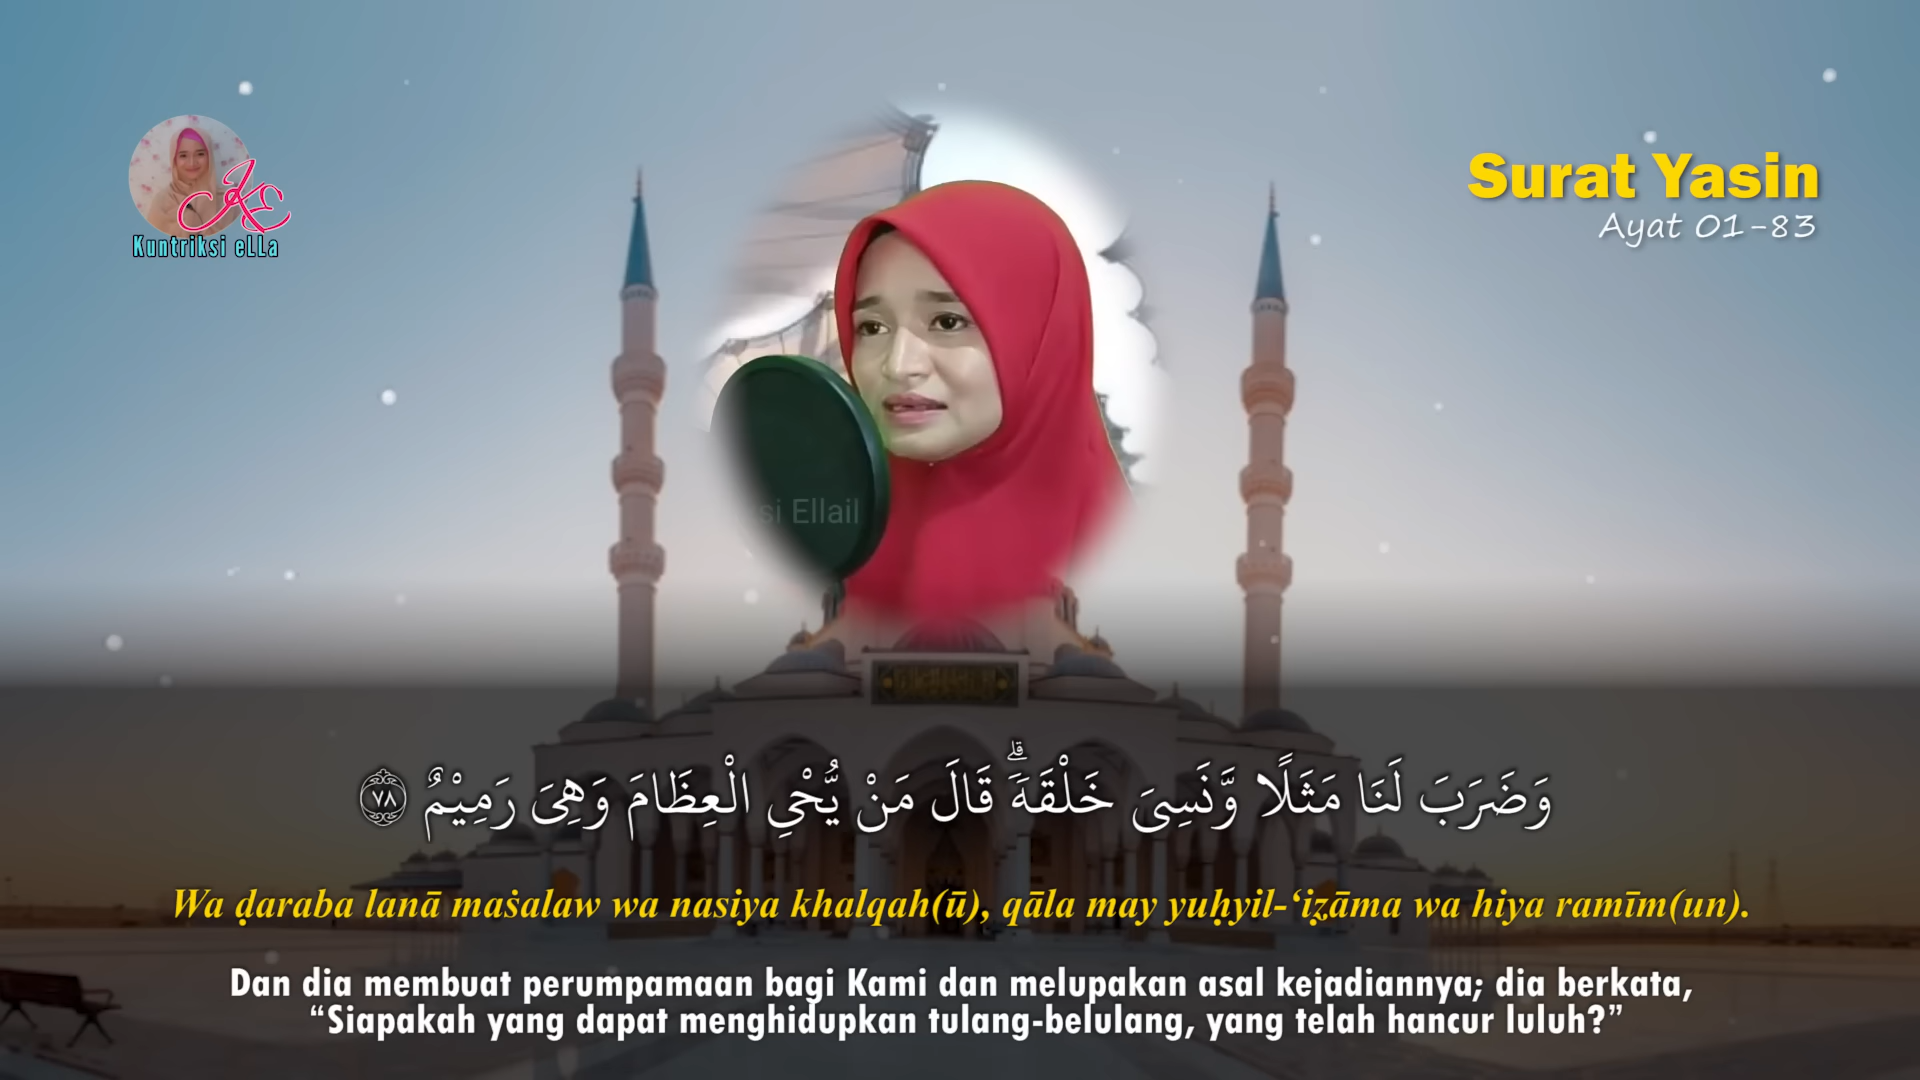 KE
Kuntriksi eLLa
Surat Yasin
Ayat 01-83
si Ellail
وَضَرَبَ لَنَا مَثَلًا وَّنَسِيَ خَلْقَهٗۗ قَالَ مَنْ يُّحْيِ الْعِظَامَ وَهِيَ رَمِيْمٌ ٧٨
Wa ḍaraba lanā maṡalaw wa nasiya khalqah(ū), qāla may yuḥyil-‘iẓāma wa hiya ramīm(un).
Dan dia membuat perumpamaan bagi Kami dan melupakan asal kejadiannya; dia berkata,
“Siapakah yang dapat menghidupkan tulang-belulang, yang telah hancur luluh?”